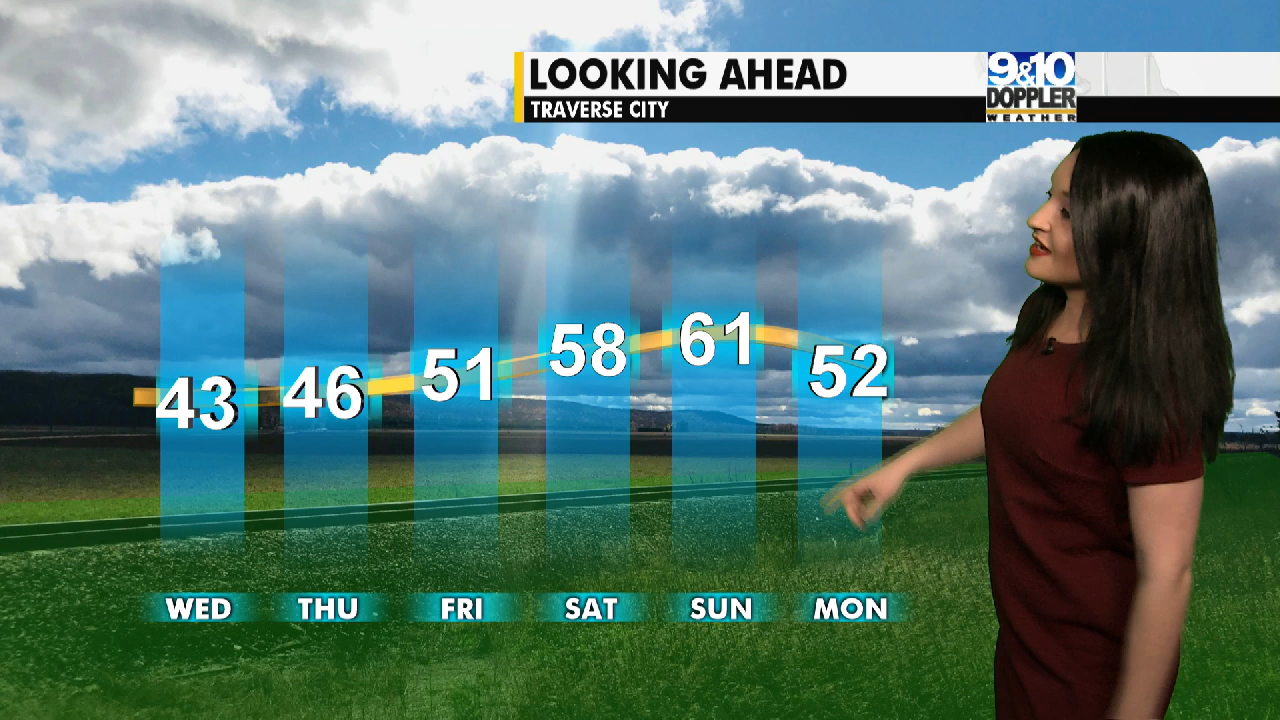 LOOKING AHEAD
TRAVERSE CITY
9&10
DOPPLER
WEATHER
43 46 51 58 61 52
WED THU FRI SAT SUN MON